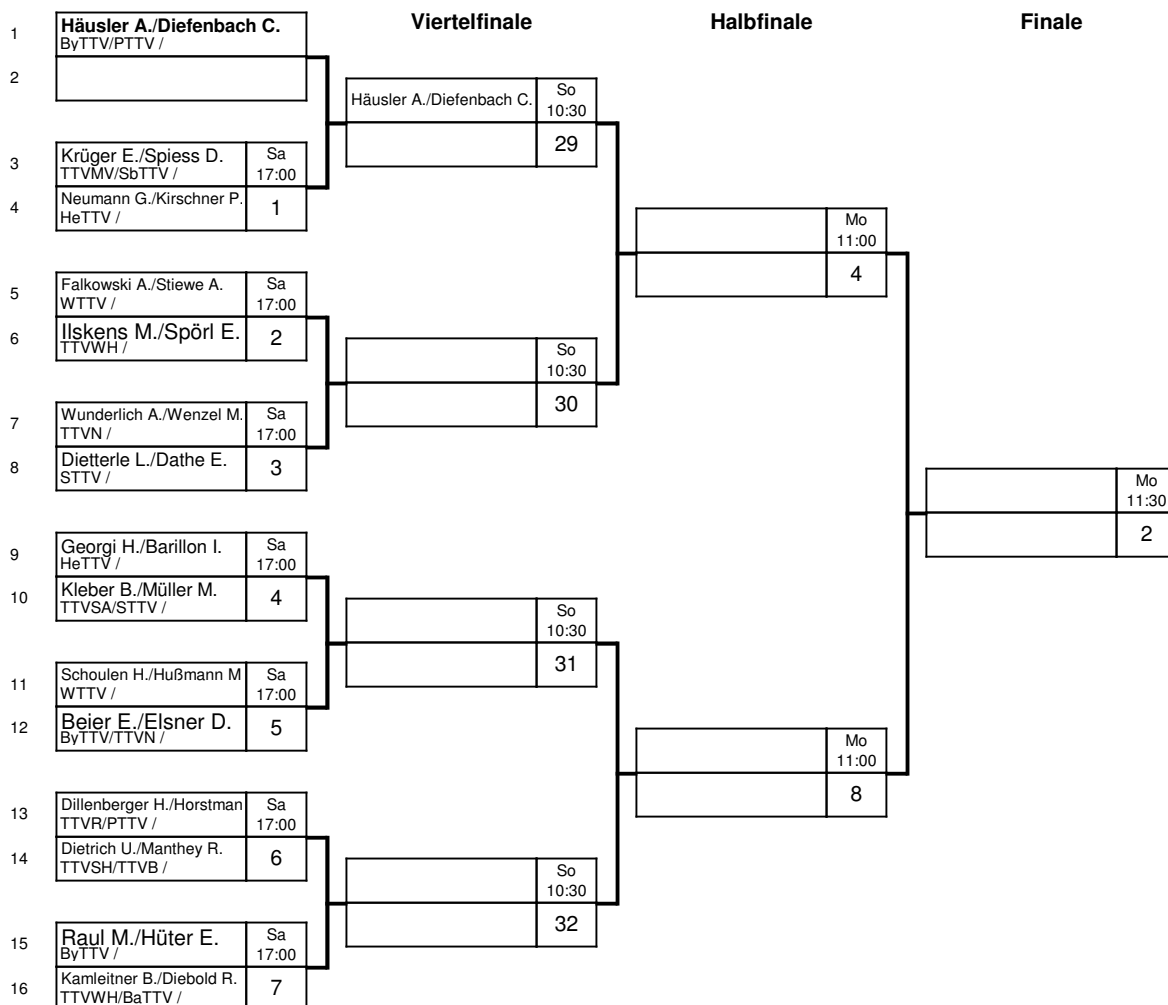 Viertelfinale Halbfinale Finale
1 Häusler A./Diefenbach C.
ByTTV/PTTV /
2
Häusler A./Diefenbach C. So
10:30
29
3 Krüger E./Spiess D. Sa
TTVMV/SbTTV / 17:00
4 Neumann G./Kirschner P. 1
HeTTV /
Mo
11:00
4
5 Falkowski A./Stiewe A. Sa
WTTV / 17:00
6 Ilskens M./Spörl E. 2
TTVWH /
So
10:30
30
7 Wunderlich A./Wenzel M. Sa
TTVN / 17:00
8 Dietterle L./Dathe E. 3
STTV /
Mo
11:30
2
9 Georgi H./Barillon I. Sa
HeTTV / 17:00
10 Kleber B./Müller M. 4
TTVSA/STTV /
So
10:30
31
11 Schoulen H./Hußmann M Sa
WTTV / 17:00
12 Beier E./Elsner D. 5
ByTTV/TTVN /
Mo
11:00
8
13 Dillenberger H./Horstman Sa
TTVR/PTTV / 17:00
14 Dietrich U./Manthey R. 6
TTVSH/TTVB /
So
10:30
32
15 Raul M./Hüter E. Sa
ByTTV / 17:00
16 Kamleitner B./Diebold R. 7
TTVWH/BaTTV /